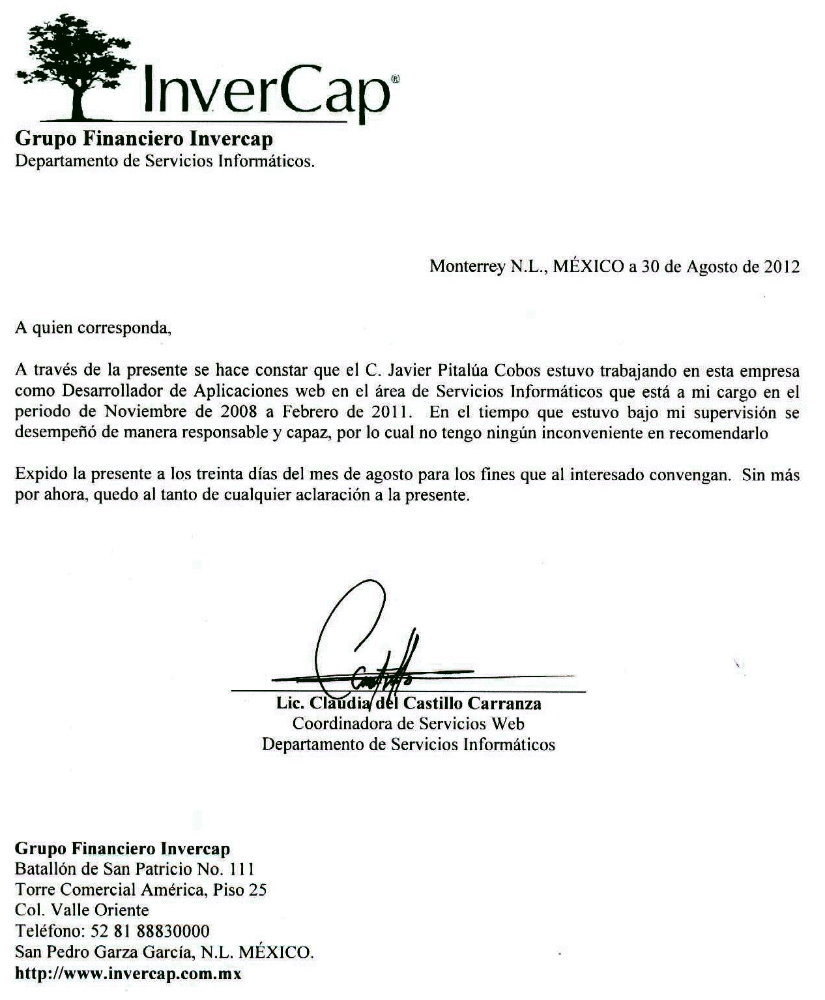 InverCap®
Grupo Financiero Invercap
Departamento de Servicios Informáticos.
Monterrey N.L., MÉXICO a 30 de Agosto de 2012
A quien corresponda,
A través de la presente se hace constar que el C. Javier Pitalúa Cobos estuvo trabajando en esta empresa
como Desarrollador de Aplicaciones web en el área de Servicios Informáticos que está a mi cargo en el
periodo de Noviembre de 2008 a Febrero de 2011.  En el tiempo que estuvo bajo mi supervisión se
desempeñó de manera responsable y capaz, por lo cual no tengo ningún inconveniente en recomendarlo
Expido la presente a los treinta días del mes de agosto para los fines que al interesado convengan.  Sin más
por ahora, quedo al tanto de cualquier aclaración a la presente.
Castillo
Lic. Claudia del Castillo Carranza
Coordinadora de Servicios Web
Departamento de Servicios Informáticos
Grupo Financiero Invercap
Batallón de San Patricio No. 111
Torre Comercial América, Piso 25
Col. Valle Oriente
Teléfono: 52 81 88830000
San Pedro Garza García, N.L. MÉXICO.
http://www.invercap.com.mx